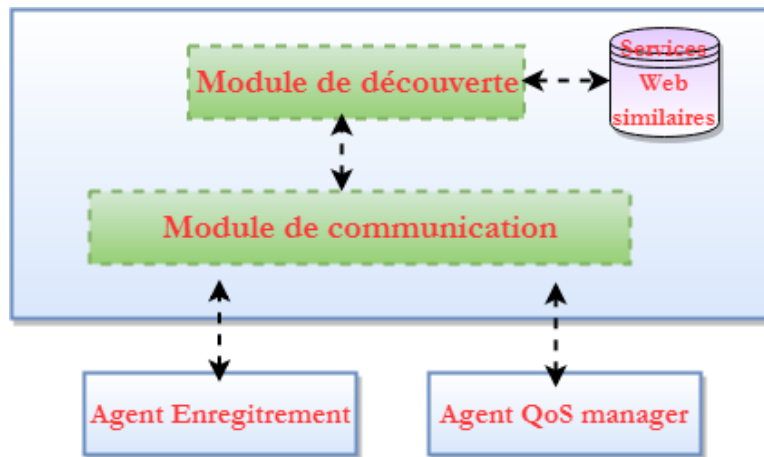 Module de découverte
Services
Web
similaires
Module de communication
Agent Enregitrement
Agent QoS manager